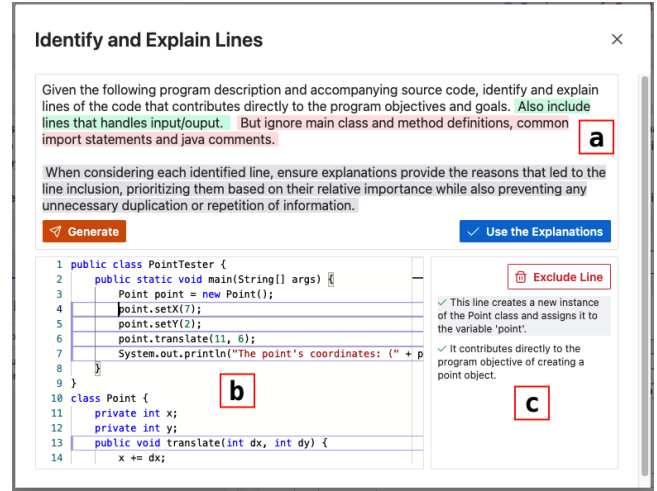 Identify and Explain Lines
Given the following program description and accompanying source code, identify and explain
lines of the code that contributes directly to the program objectives and goals. Also include
lines that handles input/ouput. But ignore main class and method definitions, common
import statements and java comments.
a
When considering each identified line, ensure explanations provide the reasons that led to the
line inclusion, prioritizing them based on their relative importance while also preventing any
unnecessary duplication or repetition of information.
Generate
Use the Explanations
1 public class PointTester {
2 public static void main(String[] args) {
3 Point point = new Point();
4 point.setX(7);
5 point.setY(2);
6 point.translate(11, 6);
7 System.out.println("The point's coordinates: (" + p
8 }
9 }
10 class Point {
11 private int x;
12 private int y;
13 public void translate(int dx, int dy) {
14 x += dx;
b
Exclude Line
This line creates a new instance
of the Point class and assigns it to
the variable 'point'.
It contributes directly to the
program objective of creating a
point object.
c